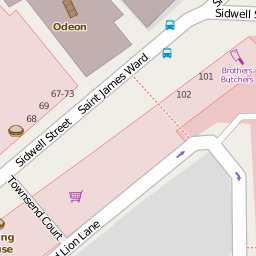 Odeon
Sidwell St
Brothers
Butchers
101
102
67-73
69
68
Saint James Ward
Sidwell Street
Townsend Court
Lion Lane